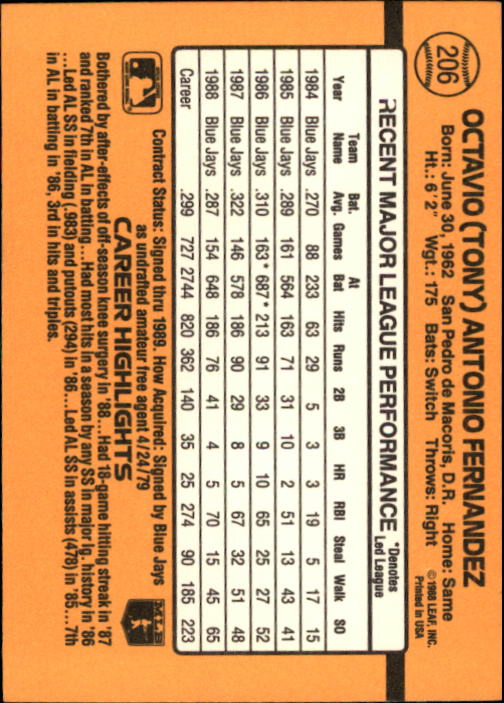 206
OCTAVIO (TONY) ANTONIO FERNANDEZ
Born: June 30, 1962 San Pedro de Macoris, D.R. Home: Same
Ht.: 6' 2" Wgt.: 175 Bats: Switch Throws: Right
©1988 LEAF, INC.
Printed in USA
RECENT MAJOR LEAGUE PERFORMANCE
*Denotes
Led League
Year Team Name Bat. Avg. Games At Bat Hits Runs 2B 3B HR RBI Steal Walk SO
1984 Blue Jays .270 88 233 63 29 5 3 3 19 5 17 15
1985 Blue Jays .289 161 564 163 71 31 10 2 51 13 43 41
1986 Blue Jays .310 163* 687* 213 91 33 9 10 65 25 27 52
1987 Blue Jays .322 146 578 186 90 29 8 5 67 32 51 48
1988 Blue Jays .287 154 648 186 76 41 4 5 70 15 45 65
Career .299 727 2744 820 362 140 35 25 274 90 185 223
Contract Status: Signed thru 1989. How Acquired: Signed by Blue Jays
as undrafted amateur free agent 4/24/79
CAREER HIGHLIGHTS
MLB
Bothered by after-effects of off-season knee surgery in '88...Had 18-game hitting streak in '87
and ranked 7th in AL in batting....Had most hits in a season by any SS in major lg. history in '86
....Led AL SS in fielding (.983) and putouts (294) in '86....Led AL SS in assists (478) in '85....7th
in AL in batting in '86, 3rd in hits and triples.